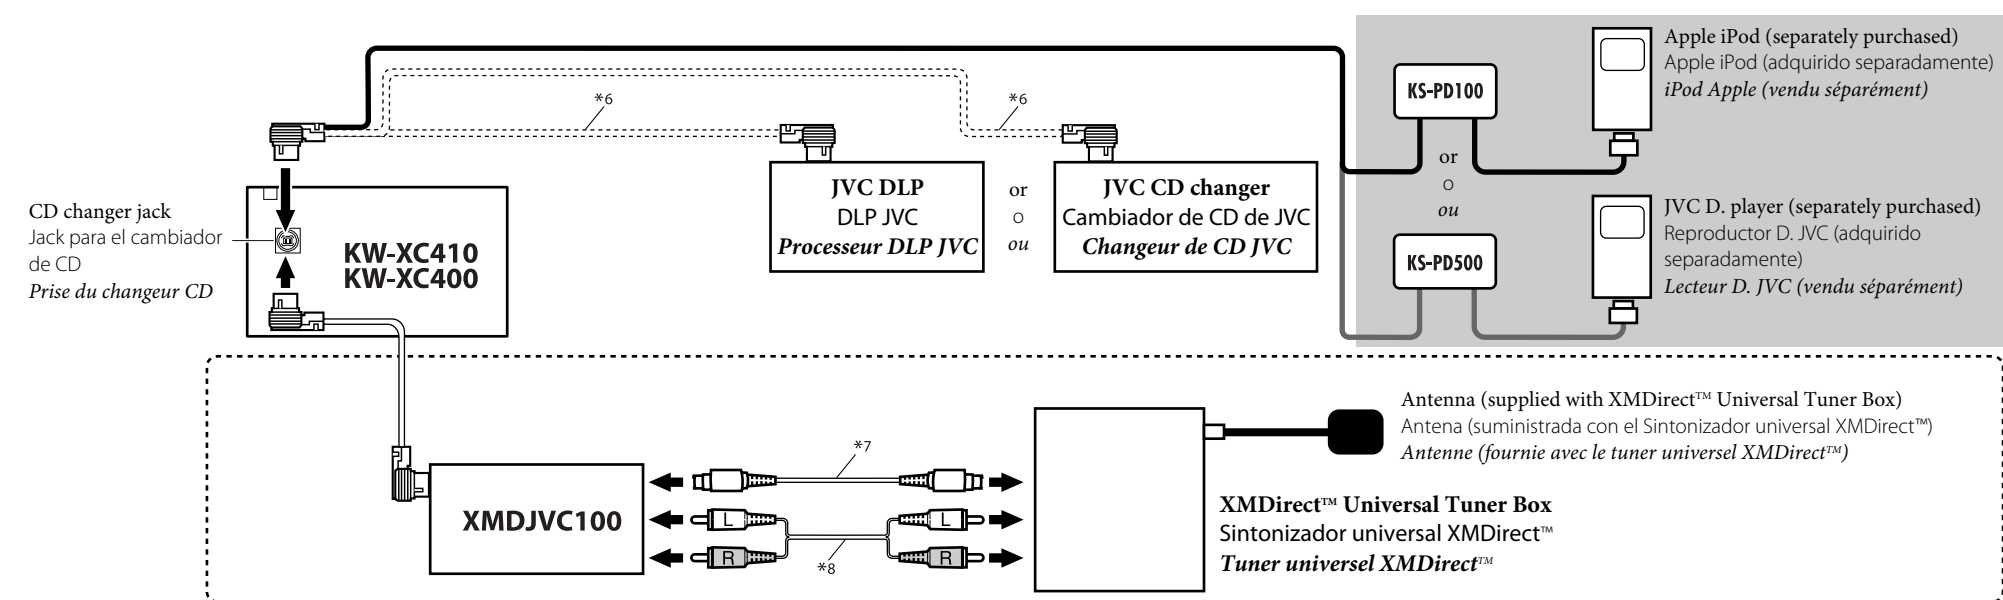 Apple iPod (separately purchased)
Apple iPod (adquirido separadamente)
iPod Apple (vendu séparément)
KS-PD100
*6
*6
or
o
ou
JVC DLP
DLP JVC
Processeur DLP JVC
or
o
ou
JVC CD changer
Cambiador de CD de JVC
Changeur de CD JVC
CD changer jack
Jack para el cambiador
de CD
Prise du changeur CD
KW-XC410
KW-XC400
KS-PD500
JVC D. player (separately purchased)
Reproductor D. JVC (adquirido
separadamente)
Lecteur D. JVC (vendu séparément)
Antenna (supplied with XMDirect™ Universal Tuner Box)
Antena (suministrada con el Sintonizador universal XMDirect™)
Antenne (fournie avec le tuner universel XMDirect™)
*7
XMDJVC100
L
L
R
R
*8
XMDirect™ Universal Tuner Box
Sintonizador universal XMDirect™
Tuner universel XMDirect™